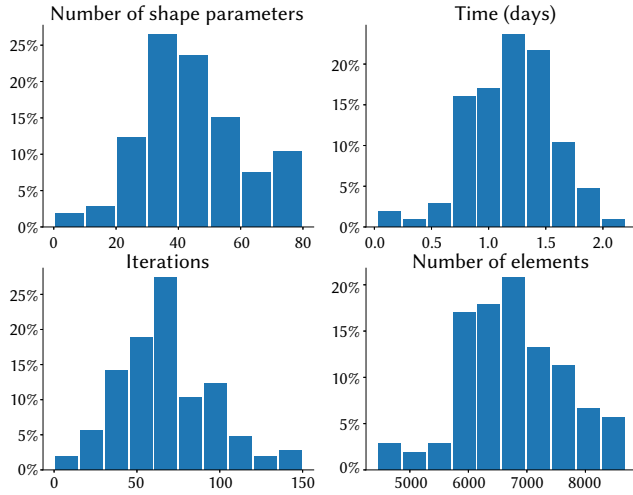 Number of shape parameters
25%
20%
15%
10%
5%
0%
0 20 40 60 80
Time (days)
20%
15%
10%
5%
0%
0.0 0.5 1.0 1.5 2.0
Iterations
25%
20%
15%
10%
5%
0%
0 50 100 150
Number of elements
20%
15%
10%
5%
0%
5000 6000 7000 8000